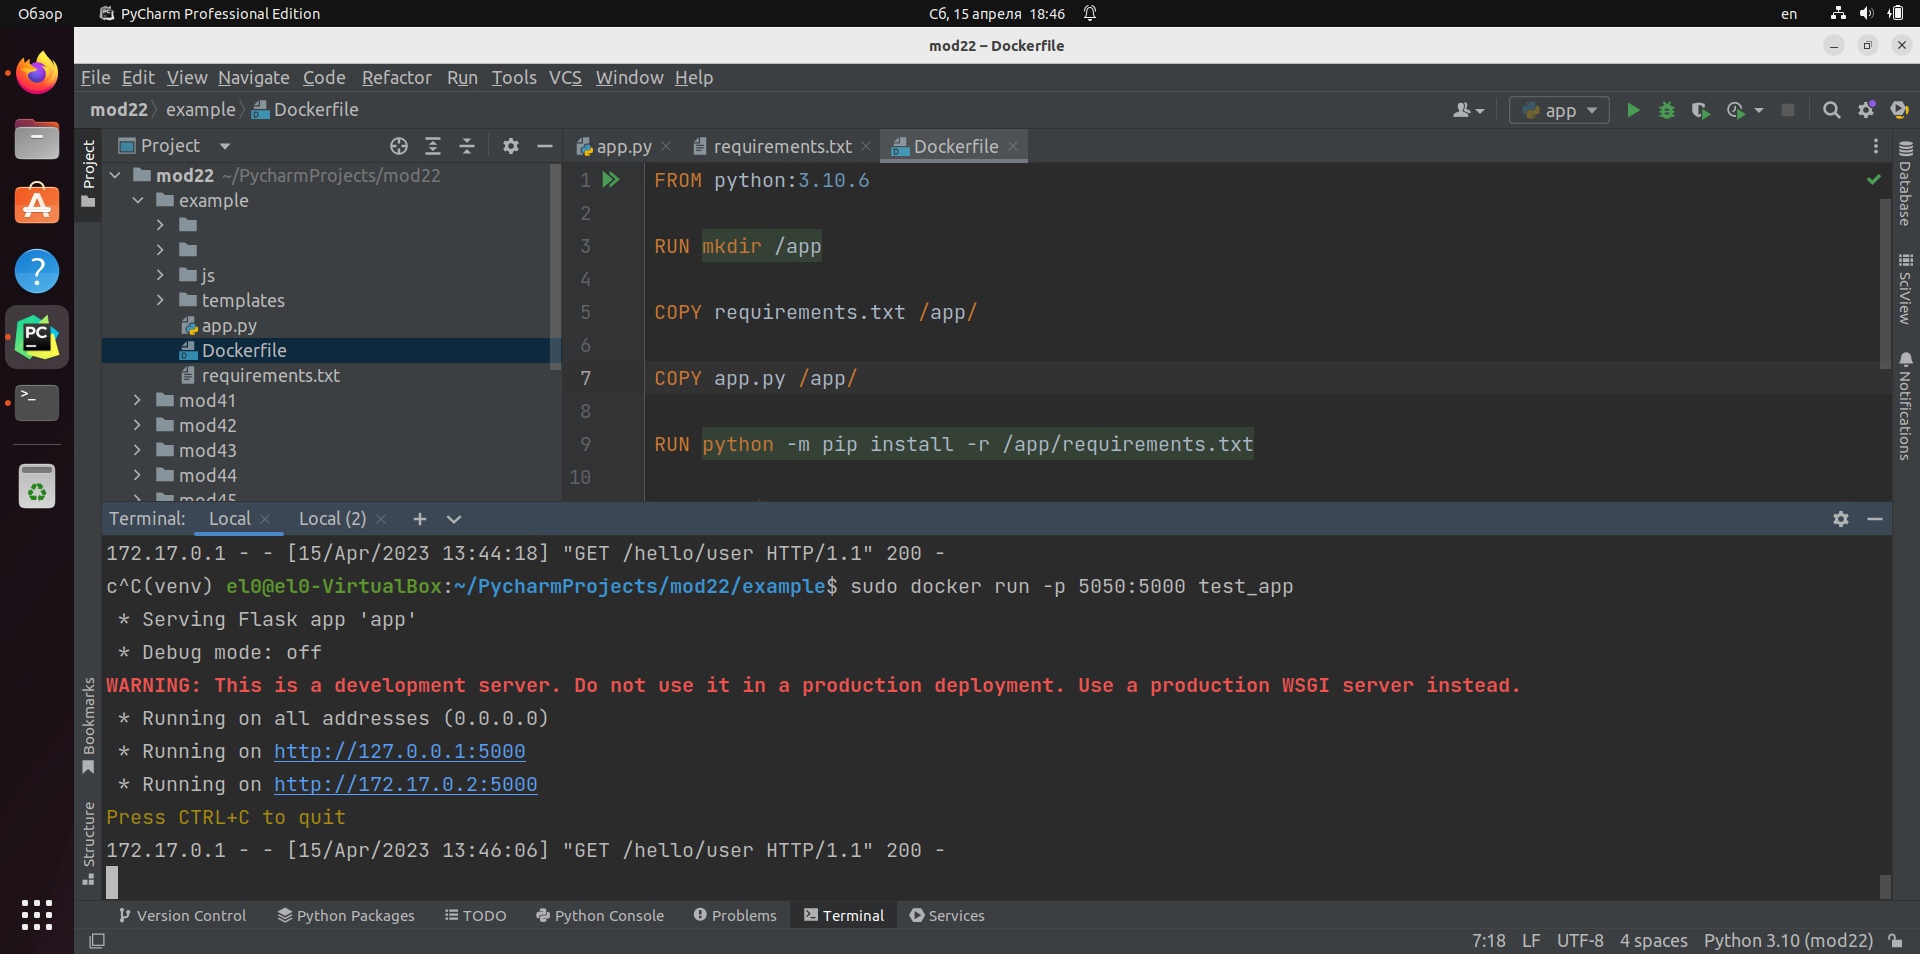 Обзор
PyCharm Professional Edition
Сб, 15 апреля 18:46
en
mod22 – Dockerfile
File Edit View Navigate Code Refactor Run Tools VCS Window Help
mod22 example Dockerfile
app
Project
Project
mod22 ~/PycharmProjects/mod22
example
js
templates
app.py
Dockerfile
requirements.txt
mod41
mod42
mod43
mod44
mod45
app.py requirements.txt Dockerfile
1 FROM python:3.10.6
2
3 RUN mkdir /app
4
5 COPY requirements.txt /app/
6
7 COPY app.py /app/
8
9 RUN python -m pip install -r /app/requirements.txt
10
Database
SciView
Notifications
Terminal: Local Local (2)
172.17.0.1 - - [15/Apr/2023 13:44:18] "GET /hello/user HTTP/1.1" 200 -
c^C(venv) el0@el0-VirtualBox:~/PycharmProjects/mod22/example$ sudo docker run -p 5050:5000 test_app
* Serving Flask app 'app'
* Debug mode: off
WARNING: This is a development server. Do not use it in a production deployment. Use a production WSGI server instead.
* Running on all addresses (0.0.0.0)
* Running on http://127.0.0.1:5000
* Running on http://172.17.0.2:5000
Press CTRL+C to quit
172.17.0.1 - - [15/Apr/2023 13:46:06] "GET /hello/user HTTP/1.1" 200 -
Bookmarks
Structure
Version Control Python Packages TODO Python Console Problems Terminal Services
7:18 LF UTF-8 4 spaces Python 3.10 (mod22)